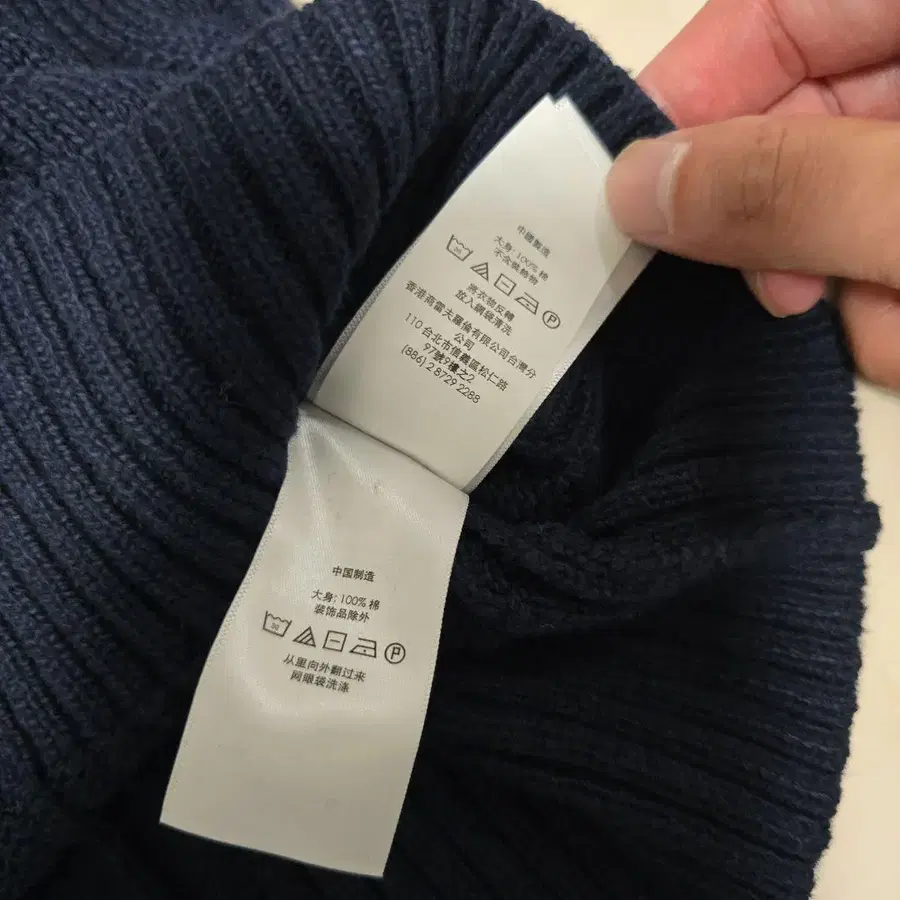 中國製造
大身: 100% 棉
不含裝飾物
30
P
將衣物反轉
放入網袋清洗
香港商雷夫羅倫有限公司台灣分
公司
110 台北市信義區松仁路
97號9樓之2
(886) 2 8729 2288
中国制造
大身: 100% 棉
装饰品除外
30
P
从里向外翻过来
网眼袋洗涤